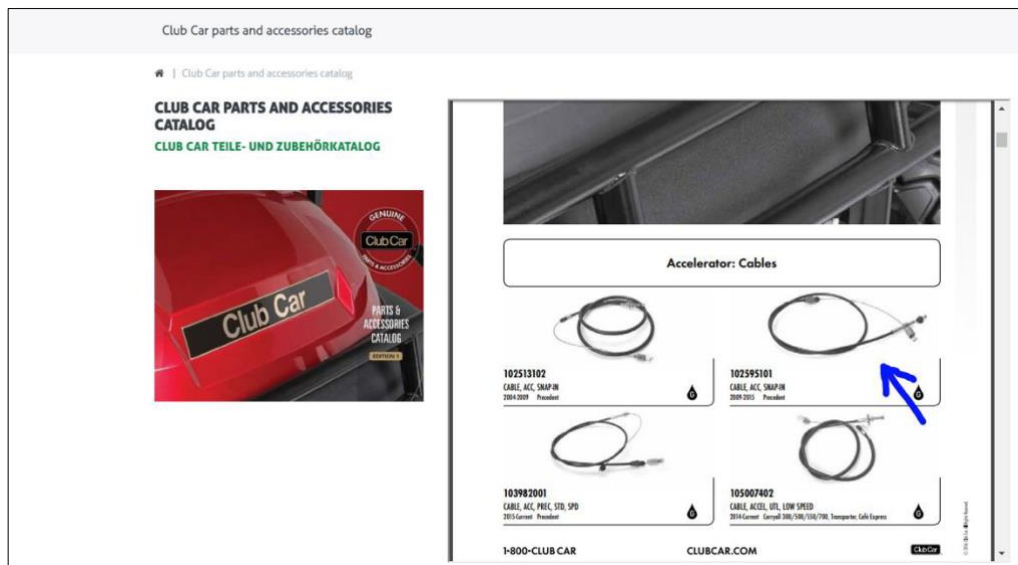 Club Car parts and accessories catalog
| Club Car parts and accessories catalog
CLUB CAR PARTS AND ACCESSORIES
CATALOG
CLUB CAR TEILE- UND ZUBEHÖRKATALOG
GENUINE
Club Car
PARTS & ACCESSORIES
Club Car
PARTS &
ACCESSORIES
CATALOG
EDITION 1
Accelerator: Cables
102513102
CABLE, ACC, SNAP-IN
2004-2009 Precedent
G
102595101
CABLE, ACC, SNAP-IN
2009-2015 Precedent
G
103982001
CABLE, ACC, PREC, STD, SPD
2015-Current Precedent
G
105007402
CABLE, ACCEL, UTL, LOW SPEED
2014-Current Carryall 300/500/550/700, Transporter, Café Express
G
1-800-CLUB CAR
CLUBCAR.COM
Club Car